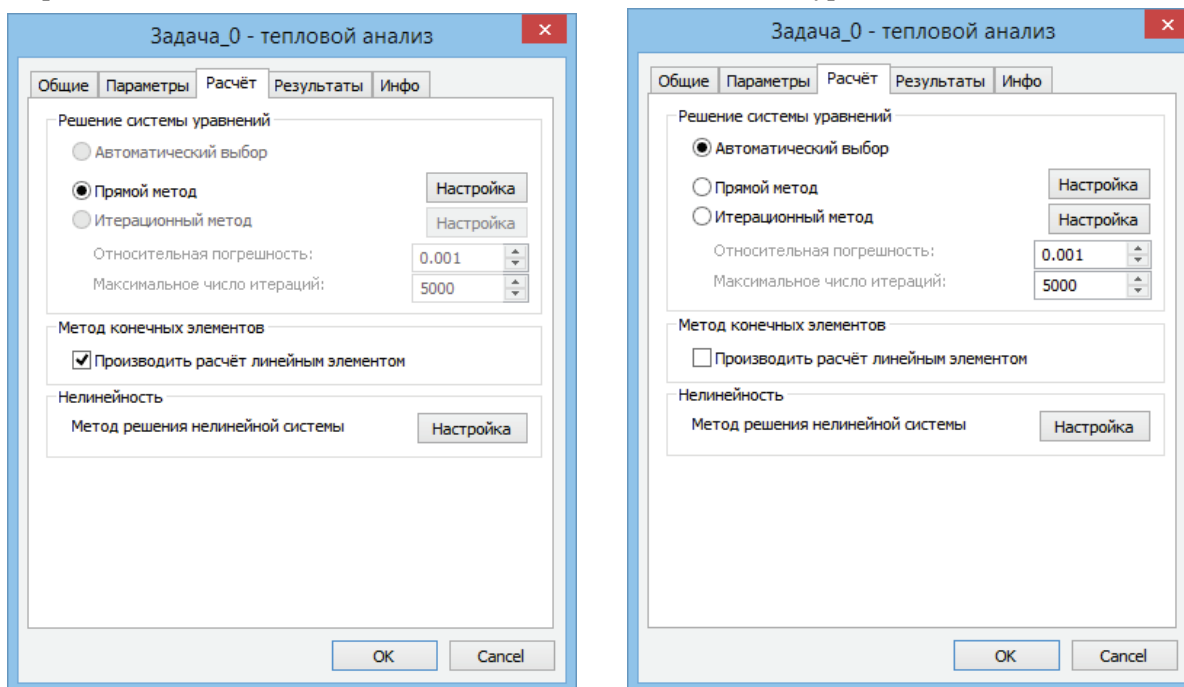 Задача_0 - тепловой анализ
Общие Параметры Расчёт Результаты Инфо
Решение системы уравнений
Автоматический выбор
Прямой метод Настройка
Итерационный метод Настройка
Относительная погрешность: 0.001
Максимальное число итераций: 5000
Метод конечных элементов
Производить расчёт линейным элементом
Нелинейность
Метод решения нелинейной системы Настройка
OK Cancel
Задача_0 - тепловой анализ
Общие Параметры Расчёт Результаты Инфо
Решение системы уравнений
Автоматический выбор
Прямой метод Настройка
Итерационный метод Настройка
Относительная погрешность: 0.001
Максимальное число итераций: 5000
Метод конечных элементов
Производить расчёт линейным элементом
Нелинейность
Метод решения нелинейной системы Настройка
OK Cancel